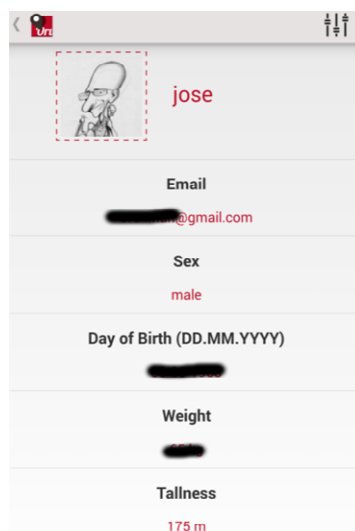 jose
Email
@gmail.com
Sex
male
Day of Birth (DD.MM.YYYY)
Weight
Tallness
175 m